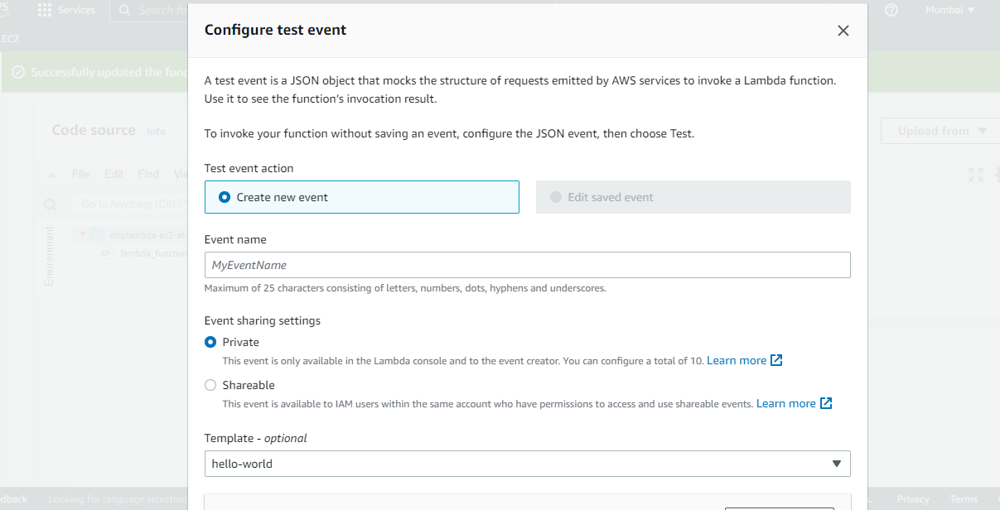 Services
Search fo
Mumbai
EC2
Configure test event
Successfully updated the func
A test event is a JSON object that mocks the structure of requests emitted by AWS services to invoke a Lambda function.
Use it to see the function's invocation result.
Code source Info
Upload from
To invoke your function without saving an event, configure the JSON event, then choose Test.
File Edit Find Vie
Test event action
Create new event
Edit saved event
Go to Anything (Ctrl-P
Environment
stoplambda-ec2-at-
lambda_function
Event name
MyEventName
Maximum of 25 characters consisting of letters, numbers, dots, hyphens and underscores.
Event sharing settings
Private
This event is only available in the Lambda console and to the event creator. You can configure a total of 10. Learn more
Shareable
This event is available to IAM users within the same account who have permissions to access and use shareable events. Learn more
Template - optional
hello-world
edback Looking for language selection
Privacy Terms